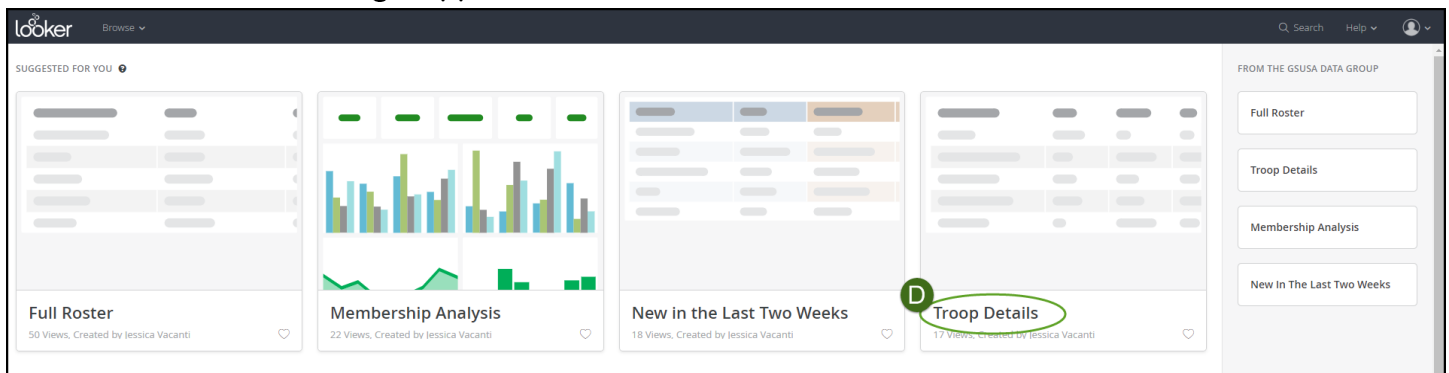 looker
Browse
Search
Help
SUGGESTED FOR YOU
FROM THE GSUSA DATA GROUP
Full Roster
50 Views, Created by Jessica Vacanti
Membership Analysis
22 Views, Created by Jessica Vacanti
New in the Last Two Weeks
18 Views, Created by Jessica Vacanti
D
Troop Details
17 Views, Created by Jessica Vacanti
Full Roster
Troop Details
Membership Analysis
New In The Last Two Weeks